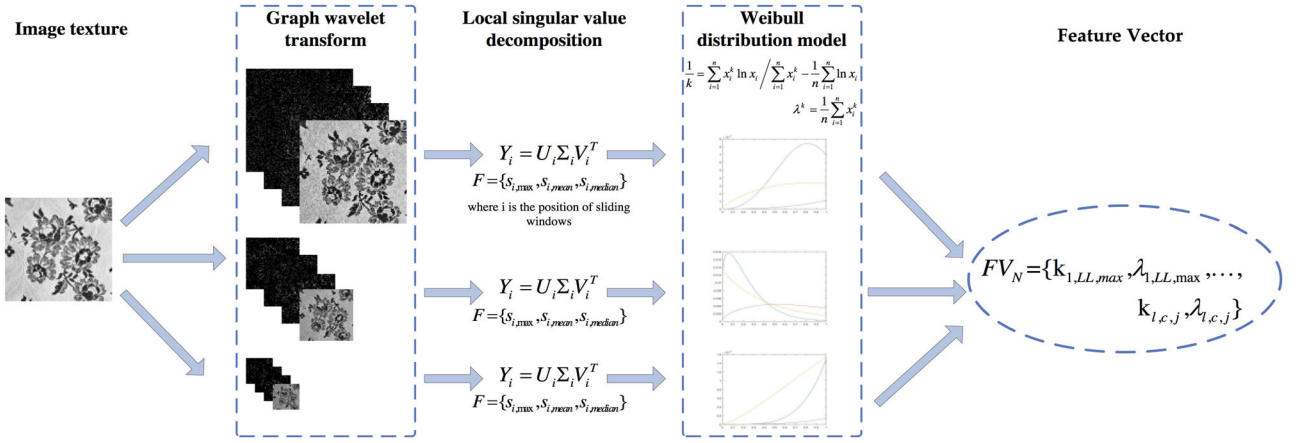 Image texture
Graph wavelet
transform
Local singular value
decomposition
Weibull
distribution model
Feature Vector
1/k = ∑_{i=1}^{n} x_i^k ln x_i / ∑_{i=1}^{n} x_i^k − 1/n ∑_{i=1}^{n} ln x_i
λ^k = 1/n ∑_{i=1}^{n} x_i^k
Y_i = U_i Σ_i V_i^T
F = {s_{i,max}, s_{i,mean}, s_{i,median}}
where i is the position of sliding
windows
Y_i = U_i Σ_i V_i^T
F = {s_{i,max}, s_{i,mean}, s_{i,median}}
Y_i = U_i Σ_i V_i^T
F = {s_{i,max}, s_{i,mean}, s_{i,median}}
FV_N = {k_{1,LL,max}, λ_{1,LL,max}, ...,
k_{l,c,j}, λ_{l,c,j}}